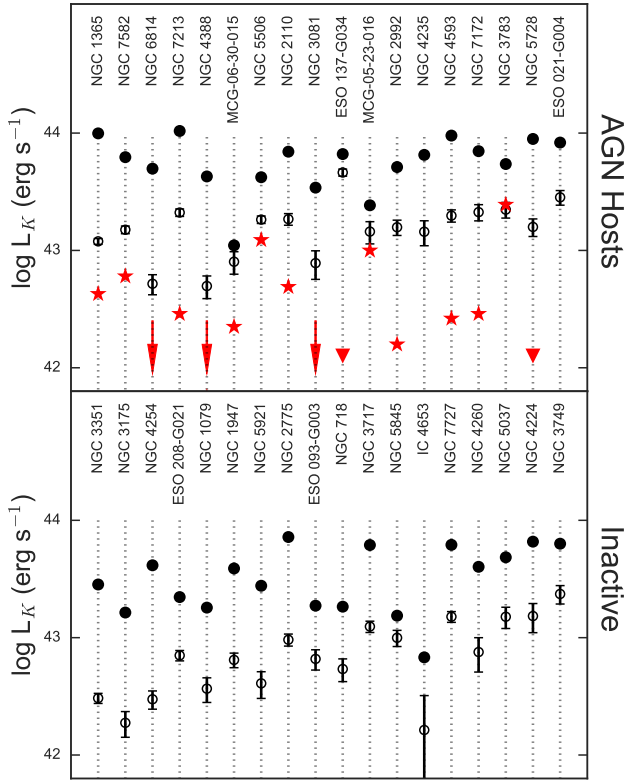 NGC 1365
NGC 7582
NGC 6814
NGC 7213
NGC 4388
MCG-06-30-015
NGC 5506
NGC 2110
NGC 3081
ESO 137-G034
MCG-05-23-016
NGC 2992
NGC 4235
NGC 4593
NGC 7172
NGC 3783
NGC 5728
ESO 021-G004
44
43
42
log L_K (erg s⁻¹)
AGN Hosts
NGC 3351
NGC 3175
NGC 4254
ESO 208-G021
NGC 1079
NGC 1947
NGC 5921
NGC 2775
ESO 093-G003
NGC 718
NGC 3717
NGC 5845
IC 4653
NGC 7727
NGC 4260
NGC 5037
NGC 4224
NGC 3749
44
43
42
log L_K (erg s⁻¹)
Inactive